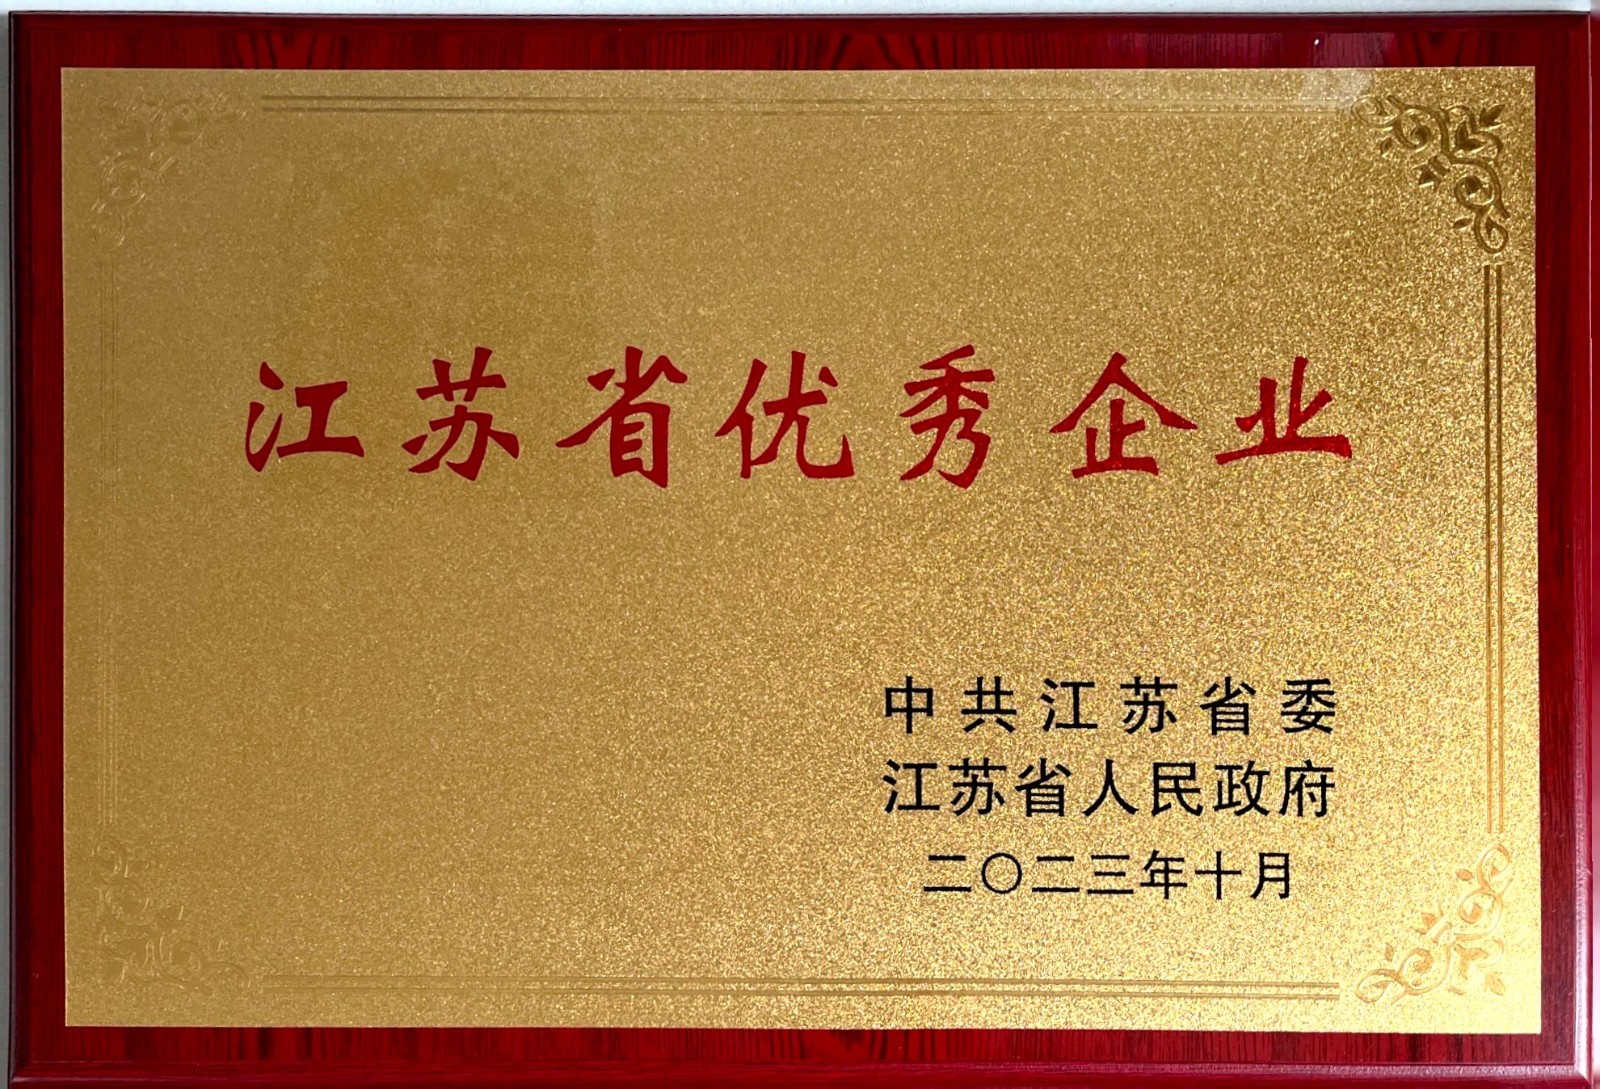 江苏省优秀企业
中共江苏省委
江苏省人民政府
二〇二三年十月